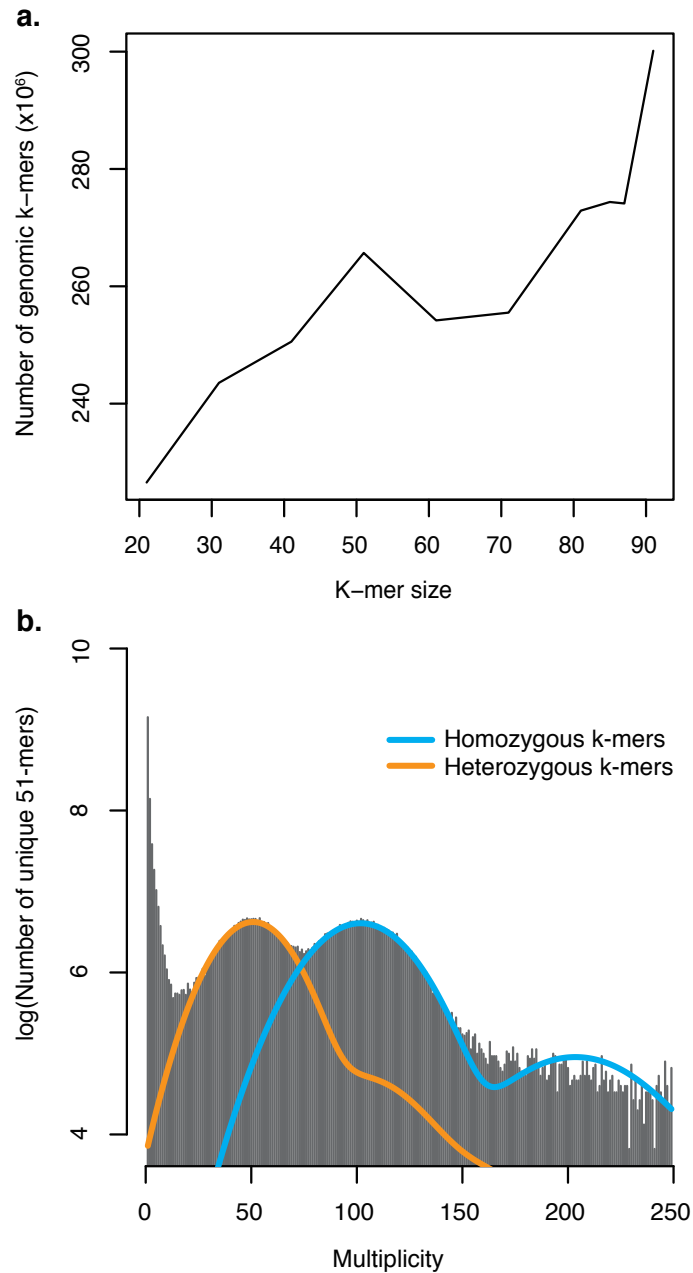 a.
Number of genomic k−mers (x10⁶)
300
280
260
240
20 30 40 50 60 70 80 90
K−mer size
b.
log(Number of unique 51-mers)
10
8
6
4
Homozygous k-mers
Heterozygous k-mers
0 50 100 150 200 250
Multiplicity